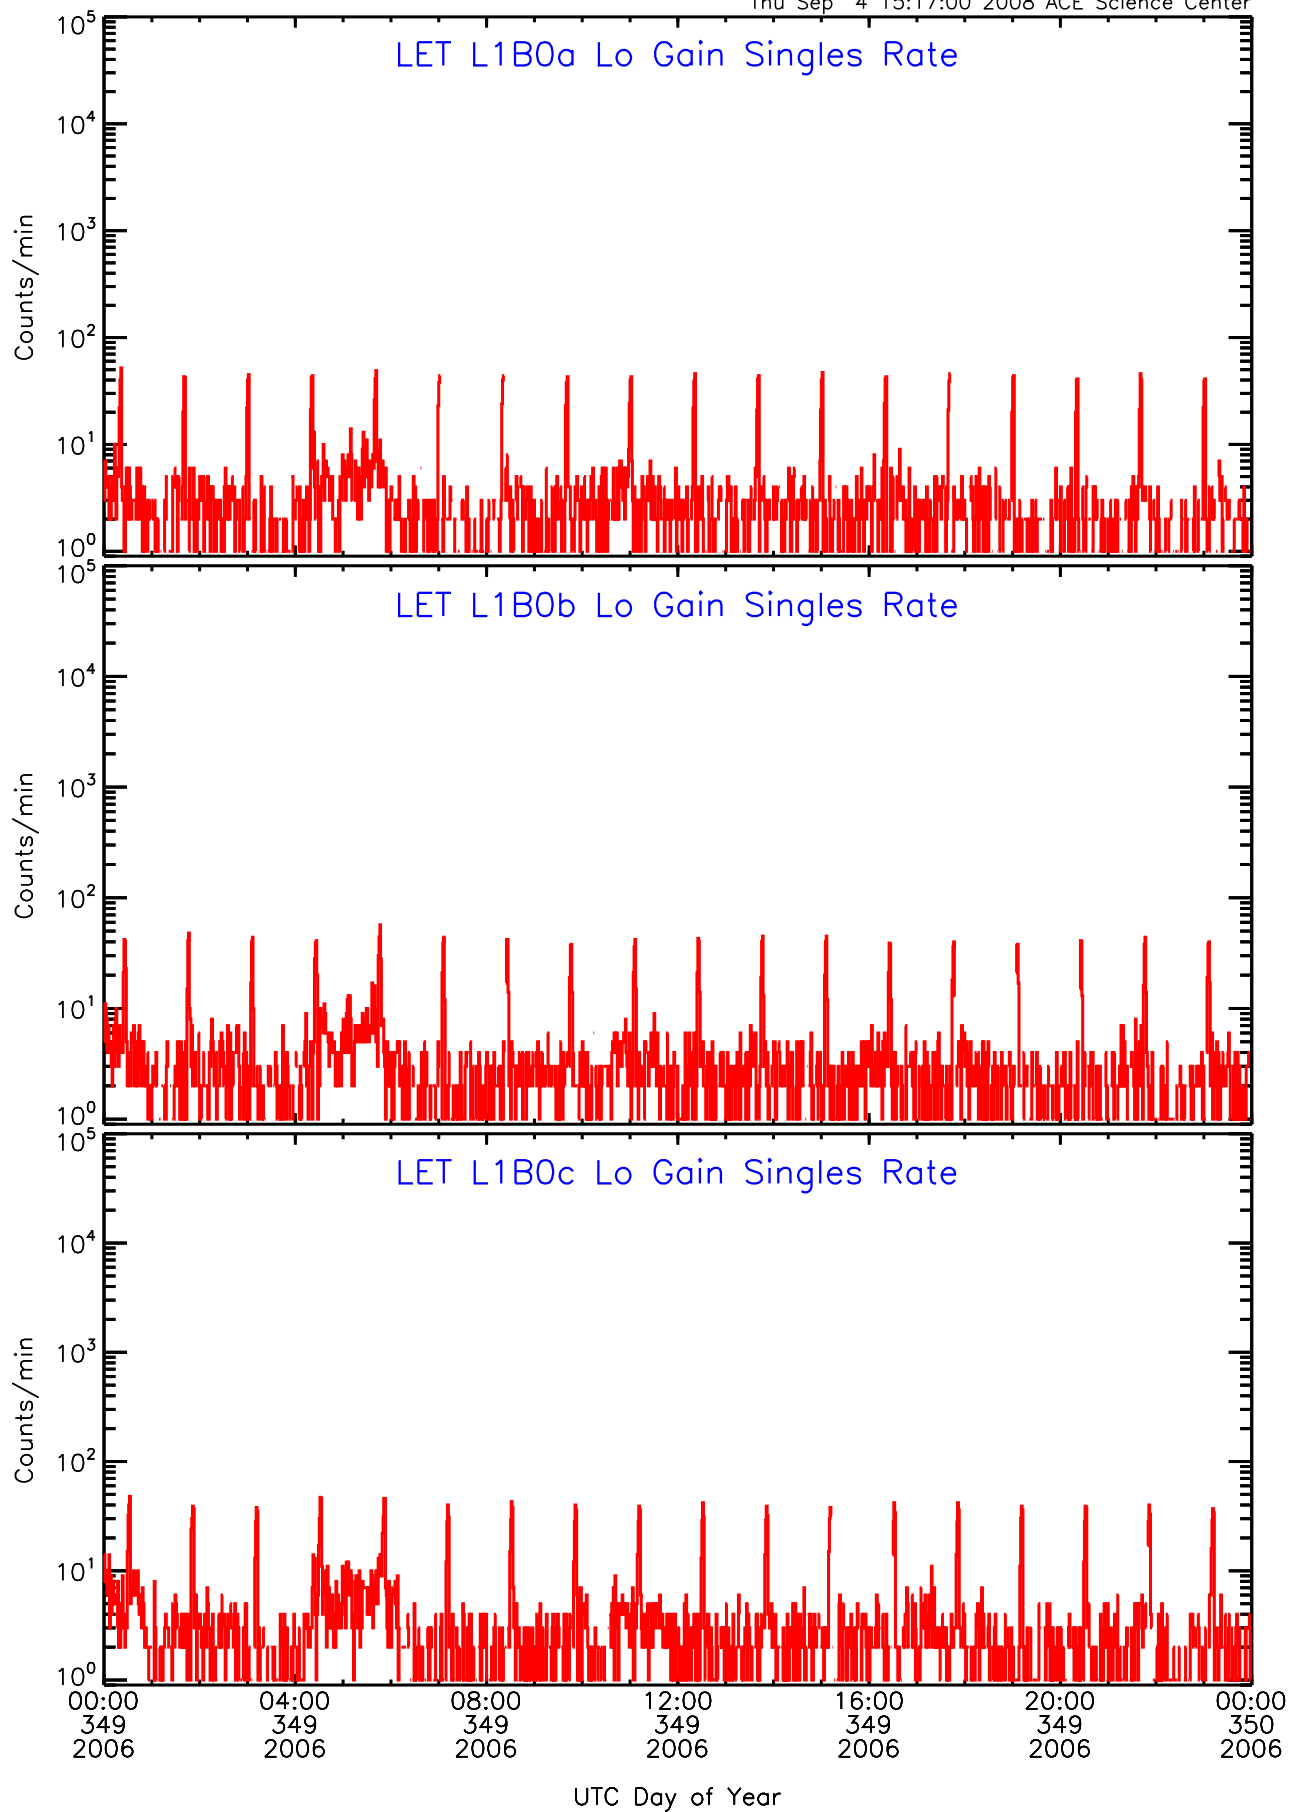 Thu Sep 4 15:17:00 2008 ACE Science Center
LET L1B0a Lo Gain Singles Rate
10^5
10^4
10^3
10^2
10^1
10^0
Counts/min
LET L1B0b Lo Gain Singles Rate
10^5
10^4
10^3
10^2
10^1
10^0
Counts/min
LET L1B0c Lo Gain Singles Rate
10^5
10^4
10^3
10^2
10^1
10^0
Counts/min
00:00 04:00 08:00 12:00 16:00 20:00 00:00
349 349 349 349 349 349 350
2006 2006 2006 2006 2006 2006 2006
UTC Day of Year